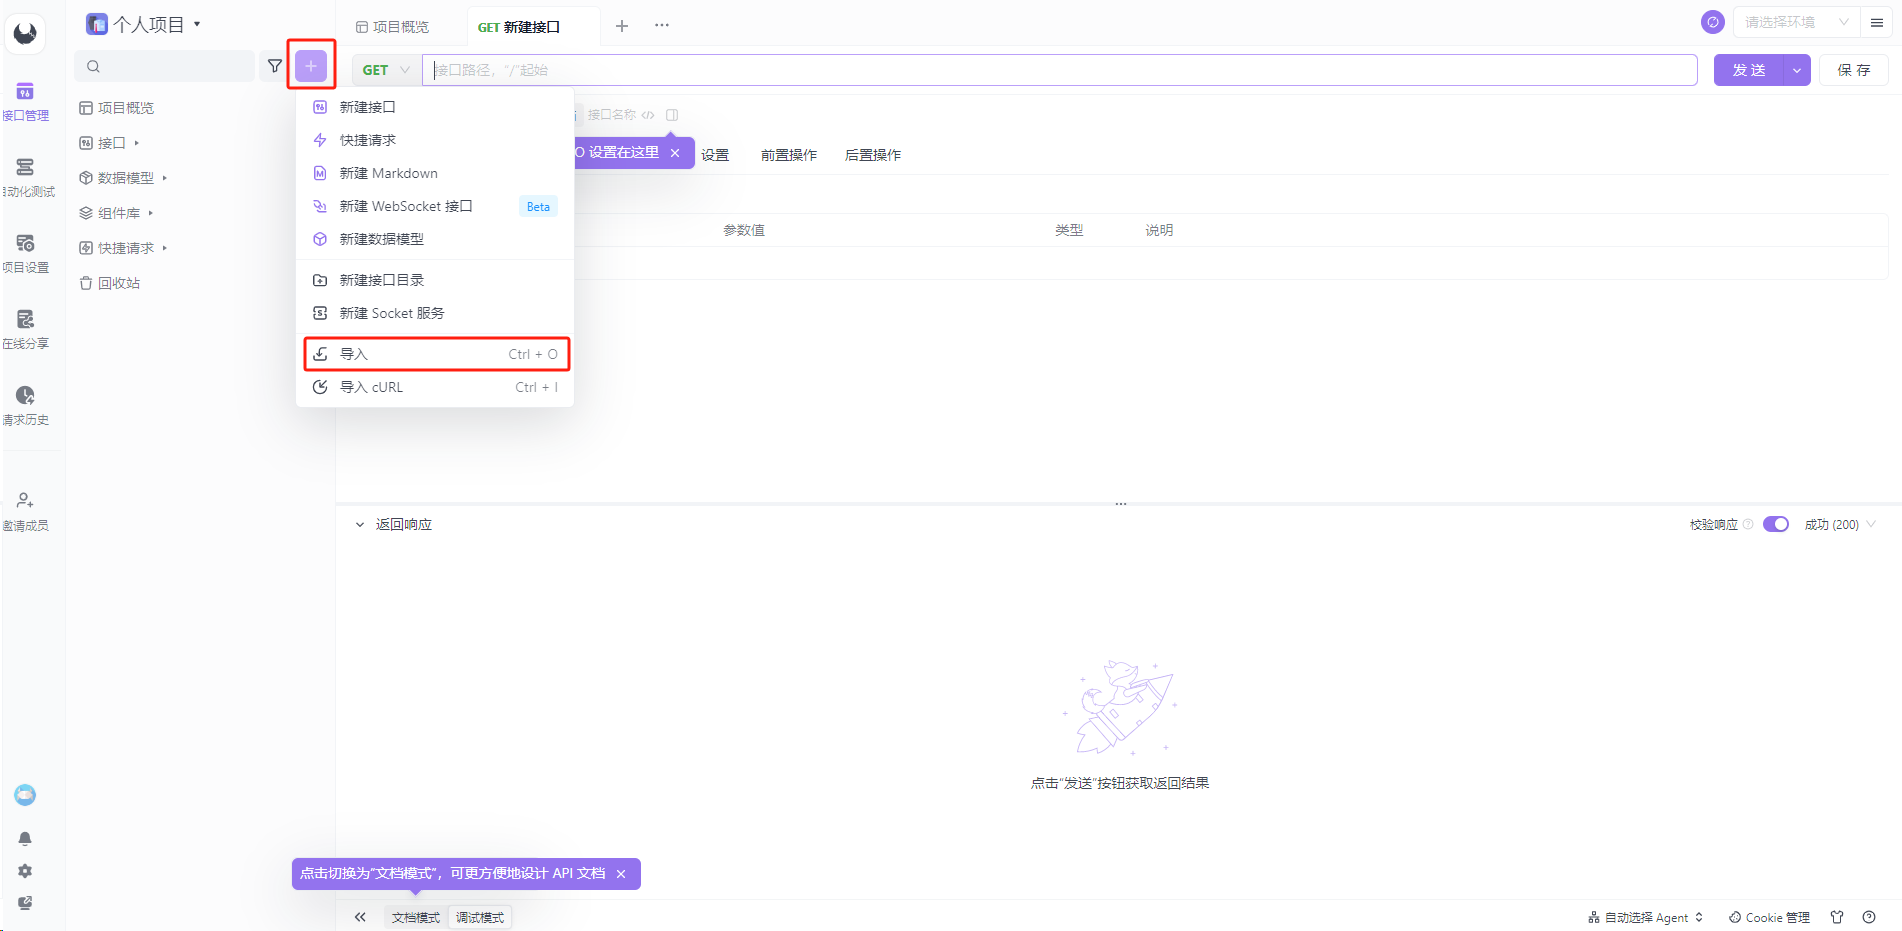 个人项目
项目概览
GET 新建接口
请选择环境
GET
接口路径，“/”起始
发 送
保 存
接口管理
自动化测试
项目设置
在线分享
请求历史
邀请成员
项目概览
接口
数据模型
组件库
快捷请求
回收站
新建接口
快捷请求
新建 Markdown
新建 WebSocket 接口 Beta
新建数据模型
新建接口目录
新建 Socket 服务
导入 Ctrl + O
导入 cURL Ctrl + I
接口名称
O 设置在这里
设置 前置操作 后置操作
参数值 类型 说明
返回响应
校验响应 成功 (200)
点击“发送”按钮获取返回结果
点击切换为“文档模式”，可更方便地设计 API 文档
文档模式 调试模式
自动选择 Agent
Cookie 管理